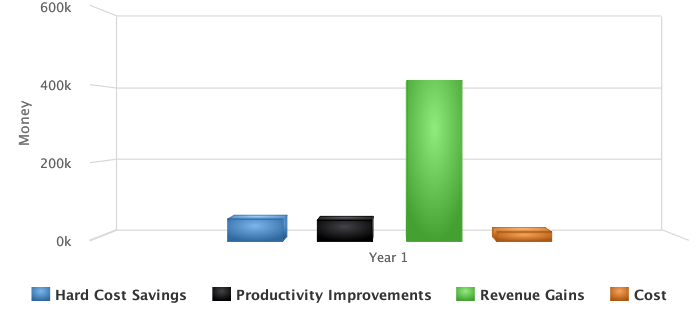 600k
400k
200k
0k
Money
Year 1
Hard Cost Savings Productivity Improvements Revenue Gains Cost